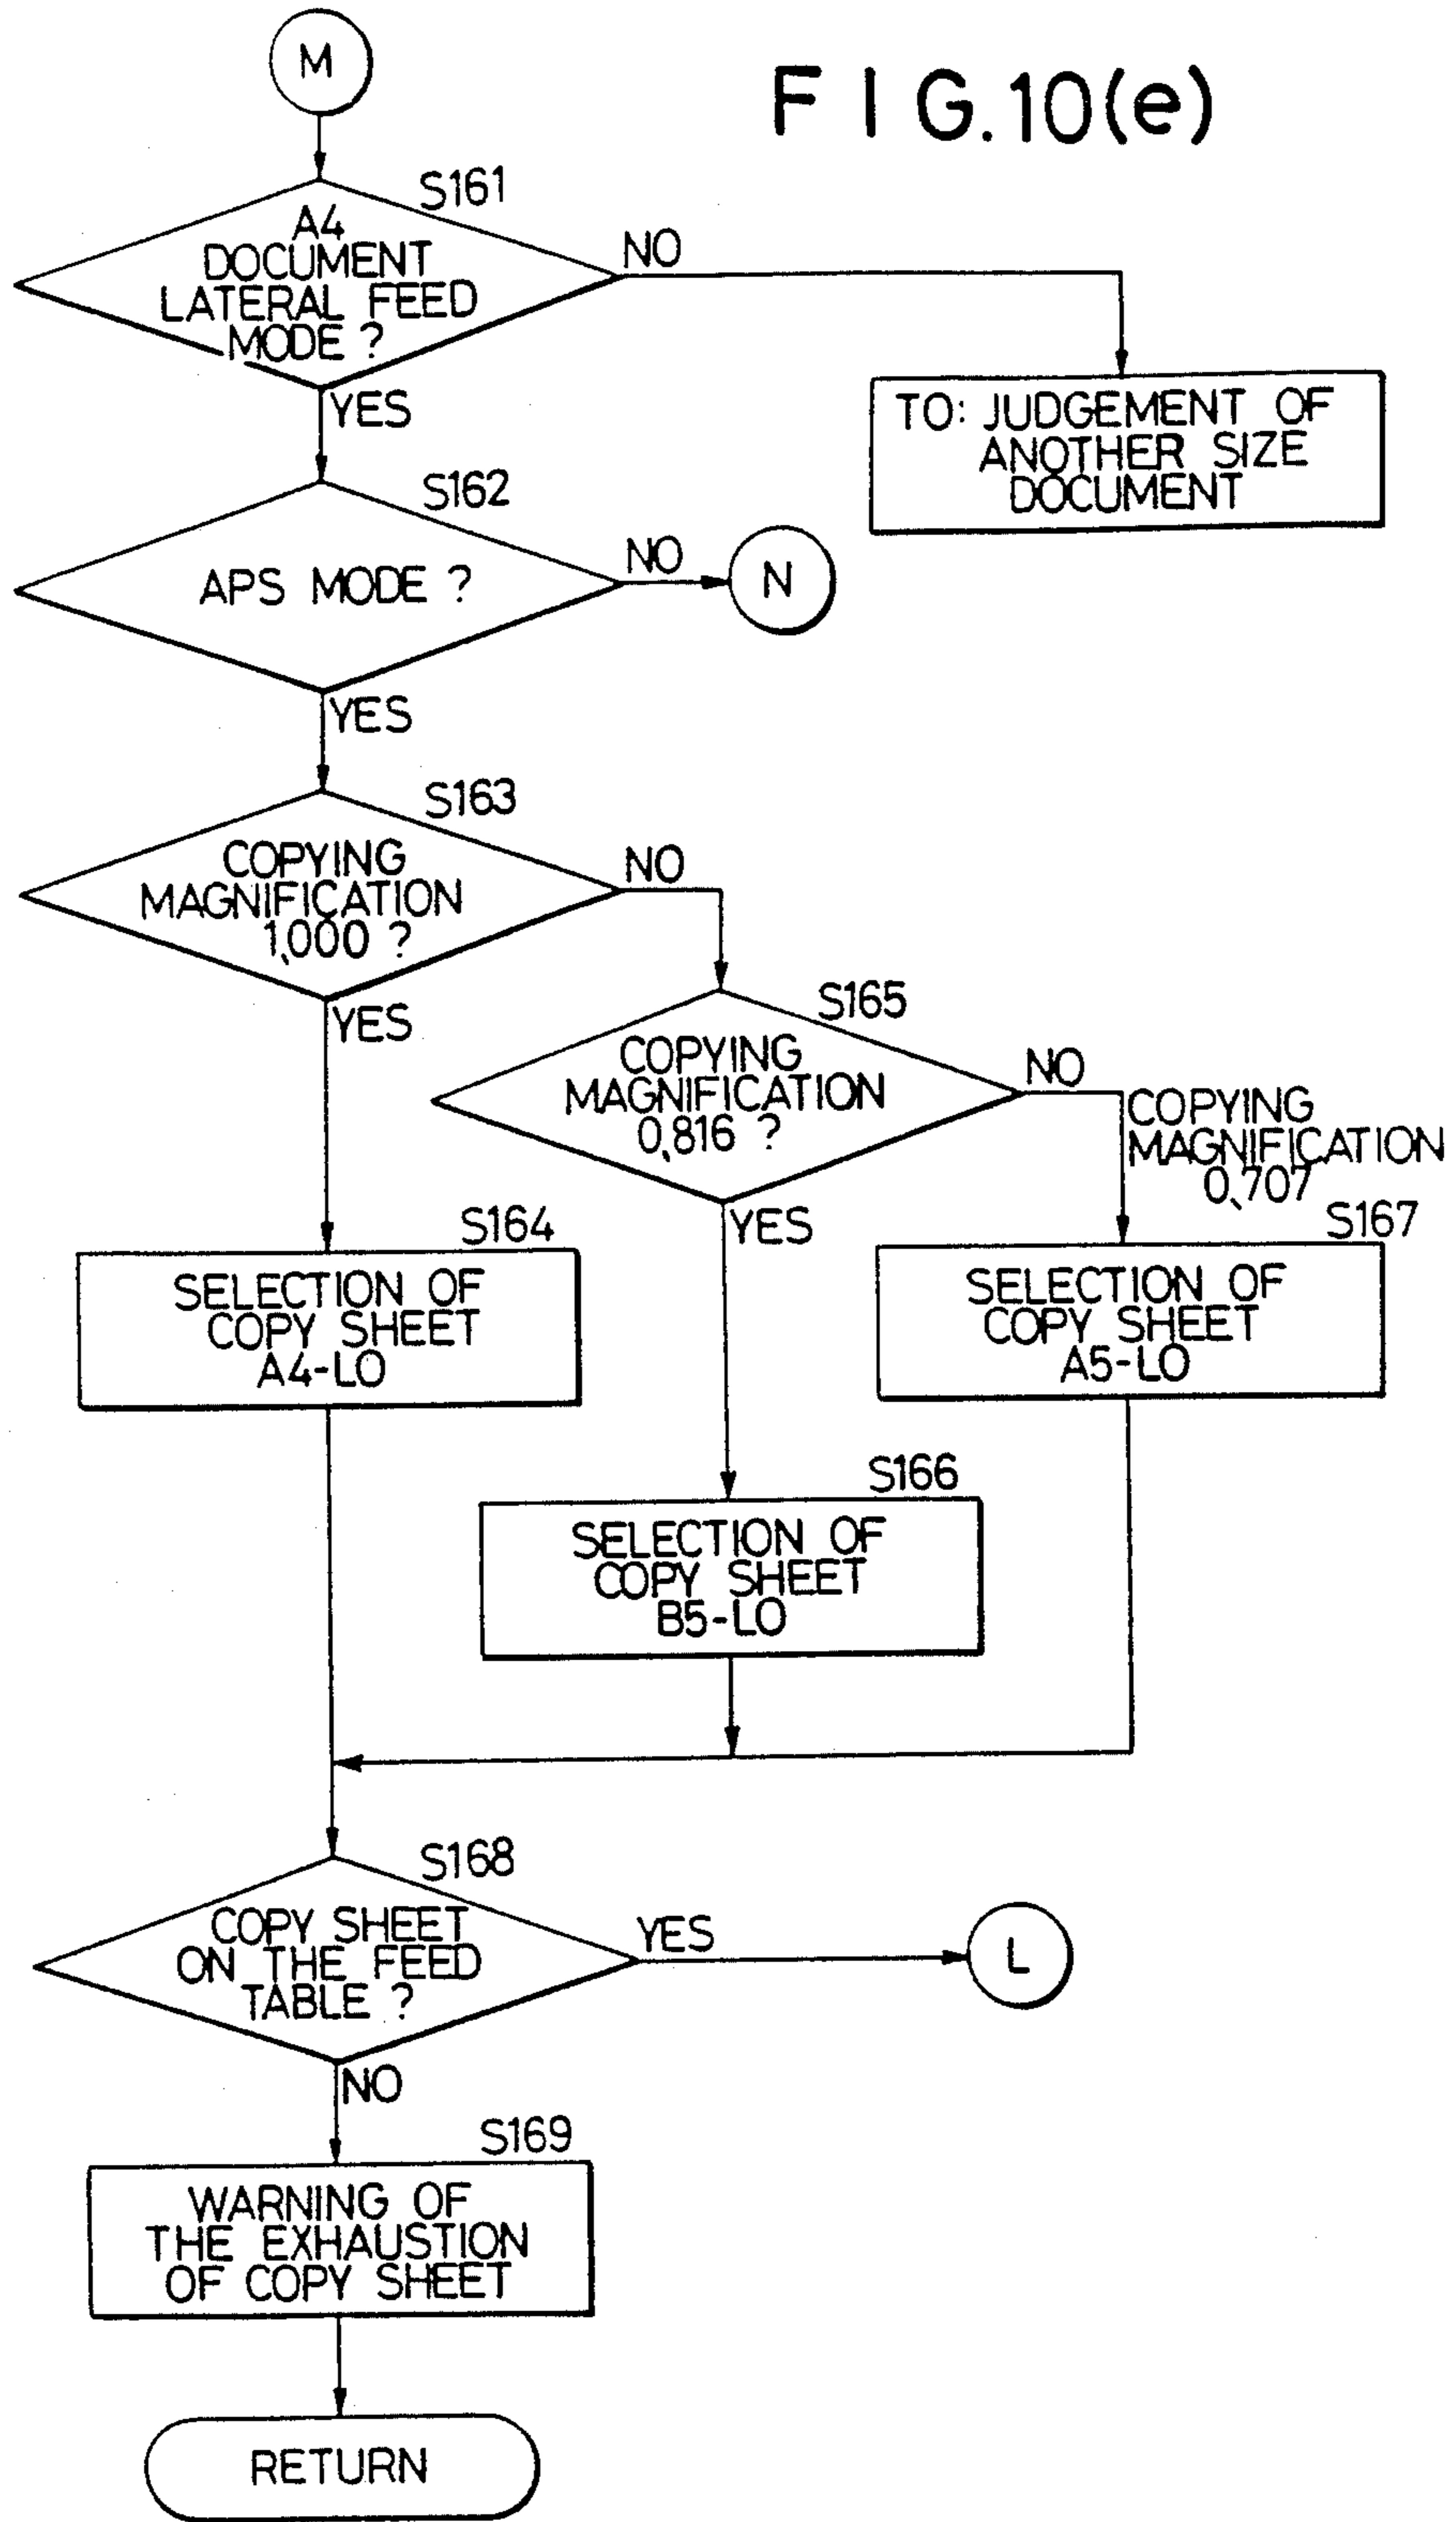 M
F I G.10(e)
S161
A4
DOCUMENT
LATERAL FEED
MODE ?
NO
YES
TO: JUDGEMENT OF
ANOTHER SIZE
DOCUMENT
S162
APS MODE ?
NO
N
YES
S163
COPYING
MAGNIFICATION
1,000 ?
NO
YES
S165
COPYING
MAGNIFICATION
0,816 ?
NO
COPYING
MAGNIFICATION
0,707
YES
S164
SELECTION OF
COPY SHEET
A4-LO
S167
SELECTION OF
COPY SHEET
A5-LO
S166
SELECTION OF
COPY SHEET
B5-LO
S168
COPY SHEET
ON THE FEED
TABLE ?
YES
L
NO
S169
WARNING OF
THE EXHAUSTION
OF COPY SHEET
RETURN